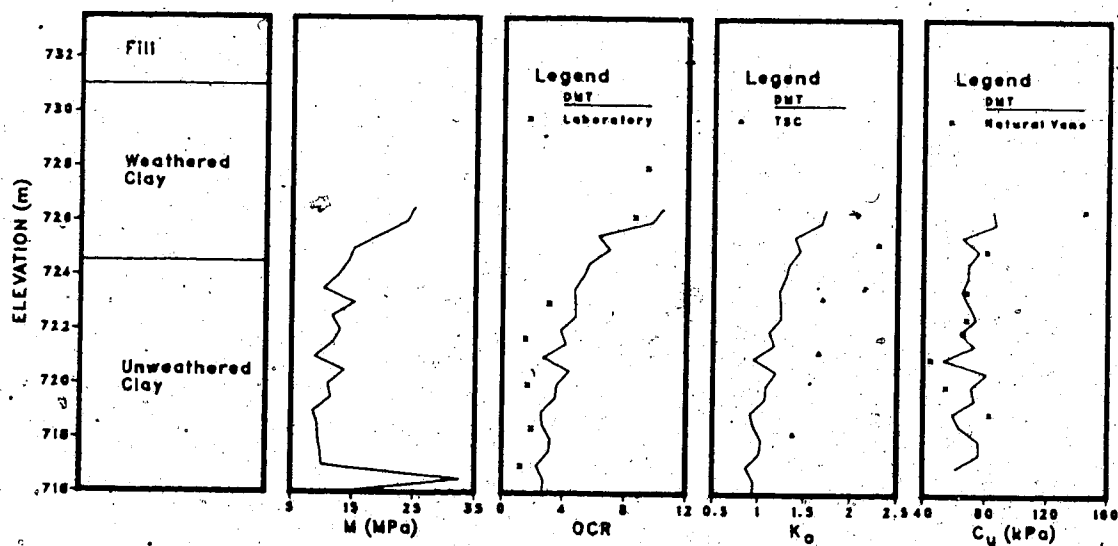 Fill
Weathered
Clay
Unweathered
Clay
ELEVATION (m)
732
730
728
726
724
722
720
718
716
Legend
DMT
Laboratory
Legend
DMT
TSC
Legend
DMT
Natural Vane
5 15 25 35
M (MPa)
0 4 8 12
OCR
0.5 1 1.5 2 2.5
Ko
40 80 120 160
Cu (kPa)